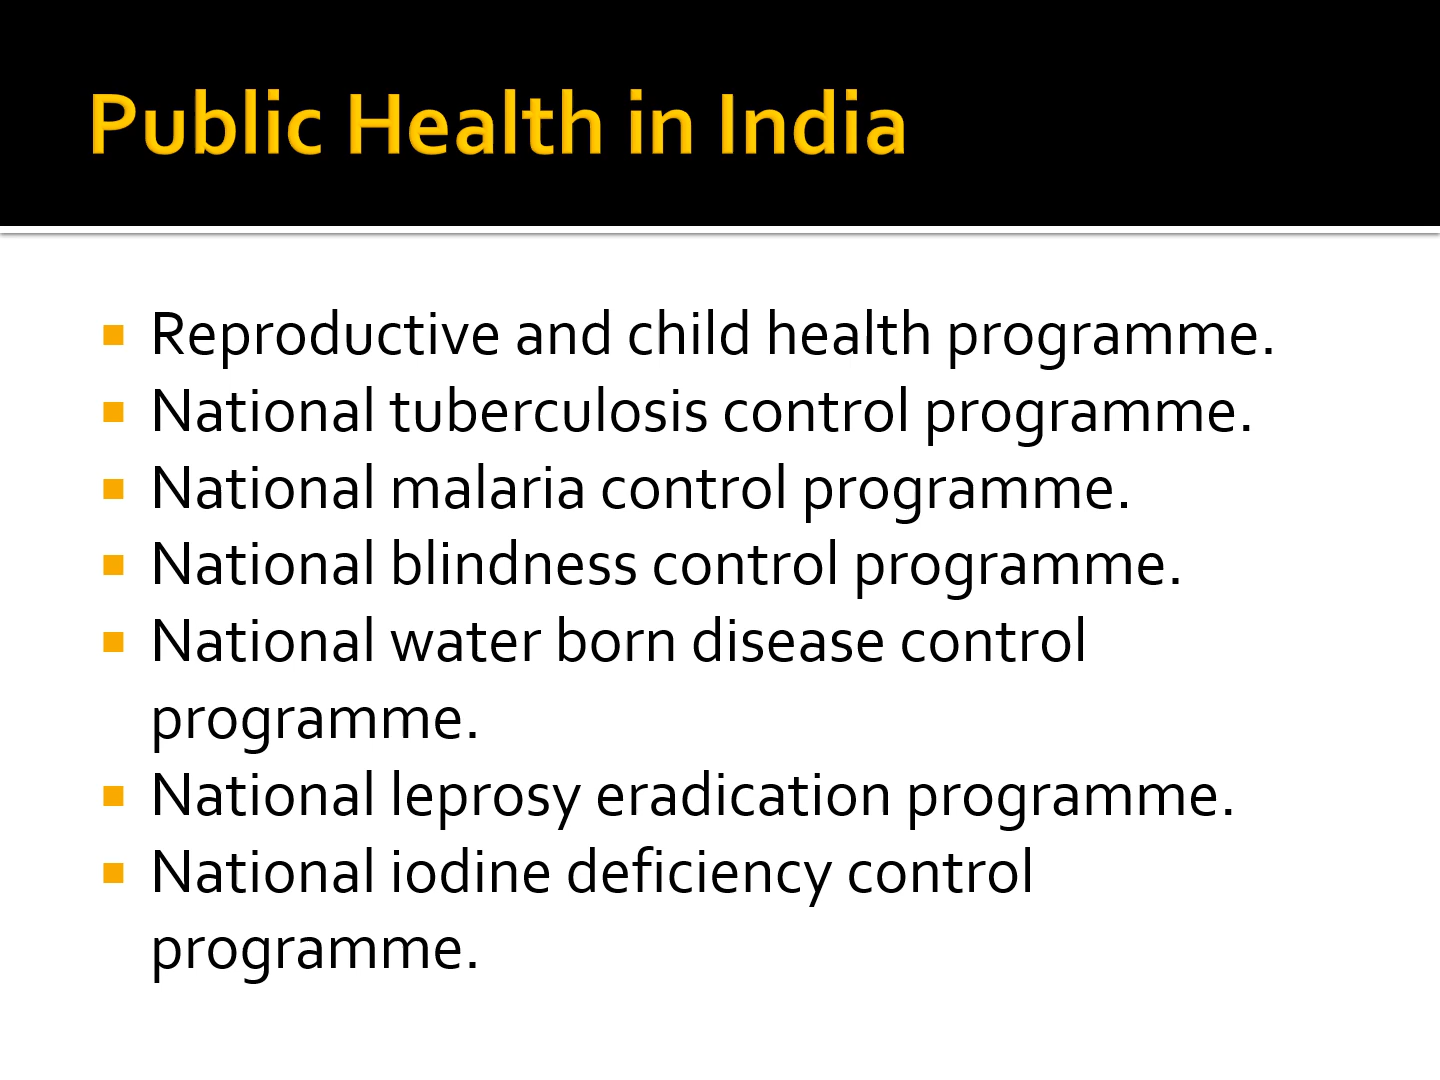 Public Health in India
Reproductive and child health programme.
National tuberculosis control programme.
National malaria control programme.
National blindness control programme.
National water born disease control
programme.
National leprosy eradication programme.
National iodine deficiency control
programme.